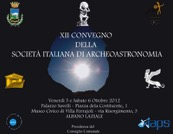 XII CONVEGNO
DELLA
SOCIETÀ ITALIANA DI ARCHEOASTRONOMIA
Venerdì 5 e Sabato 6 Ottobre 2012
Palazzo Savelli - Piazza della Costituente, 1
Museo Civico di Villa Ferrajoli - via Risorgimento, 3
ALBANO LAZIALE
Presidenza del
Consiglio Comunale